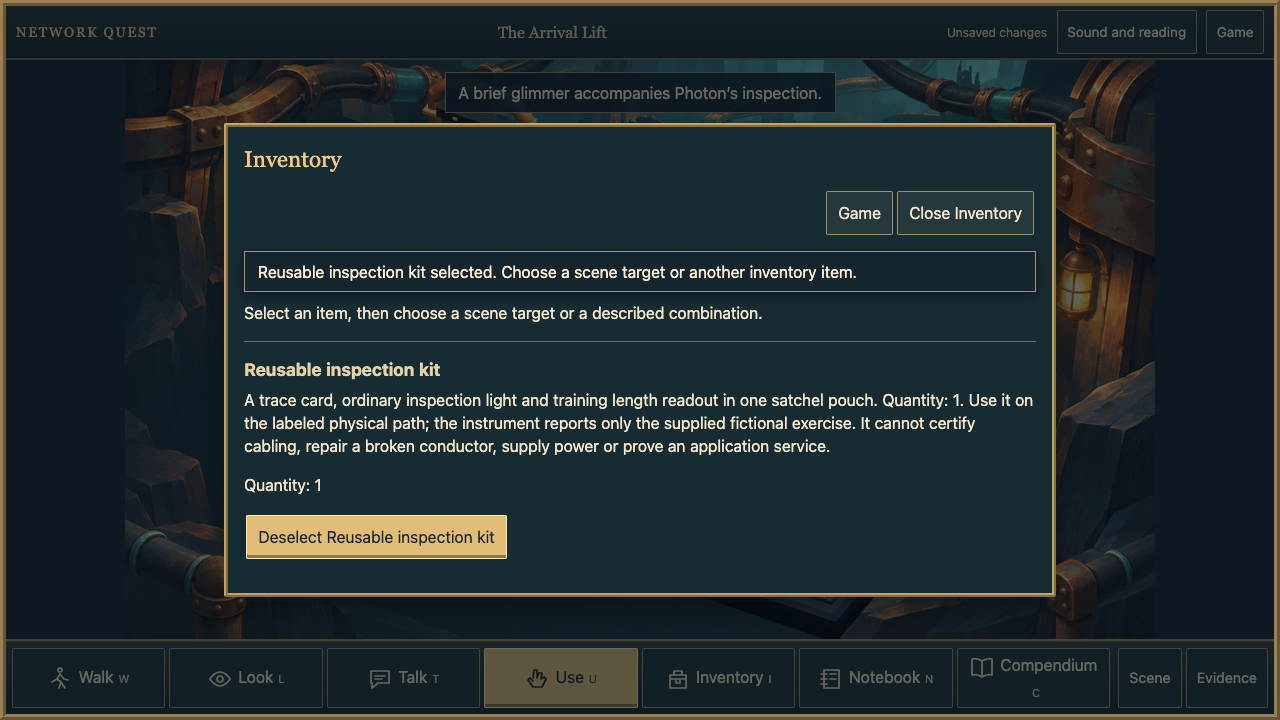 NETWORK QUEST
The Arrival Lift
Unsaved changes
Sound and reading
Game
A brief glimmer accompanies Photon’s inspection.
Inventory
Game
Close Inventory
Reusable inspection kit selected. Choose a scene target or another inventory item.
Select an item, then choose a scene target or a described combination.
Reusable inspection kit
A trace card, ordinary inspection light and training length readout in one satchel pouch. Quantity: 1. Use it on
the labeled physical path; the instrument reports only the supplied fictional exercise. It cannot certify
cabling, repair a broken conductor, supply power or prove an application service.
Quantity: 1
Deselect Reusable inspection kit
Walk W
Look L
Talk T
Use U
Inventory I
Notebook N
Compendium
C
Scene
Evidence